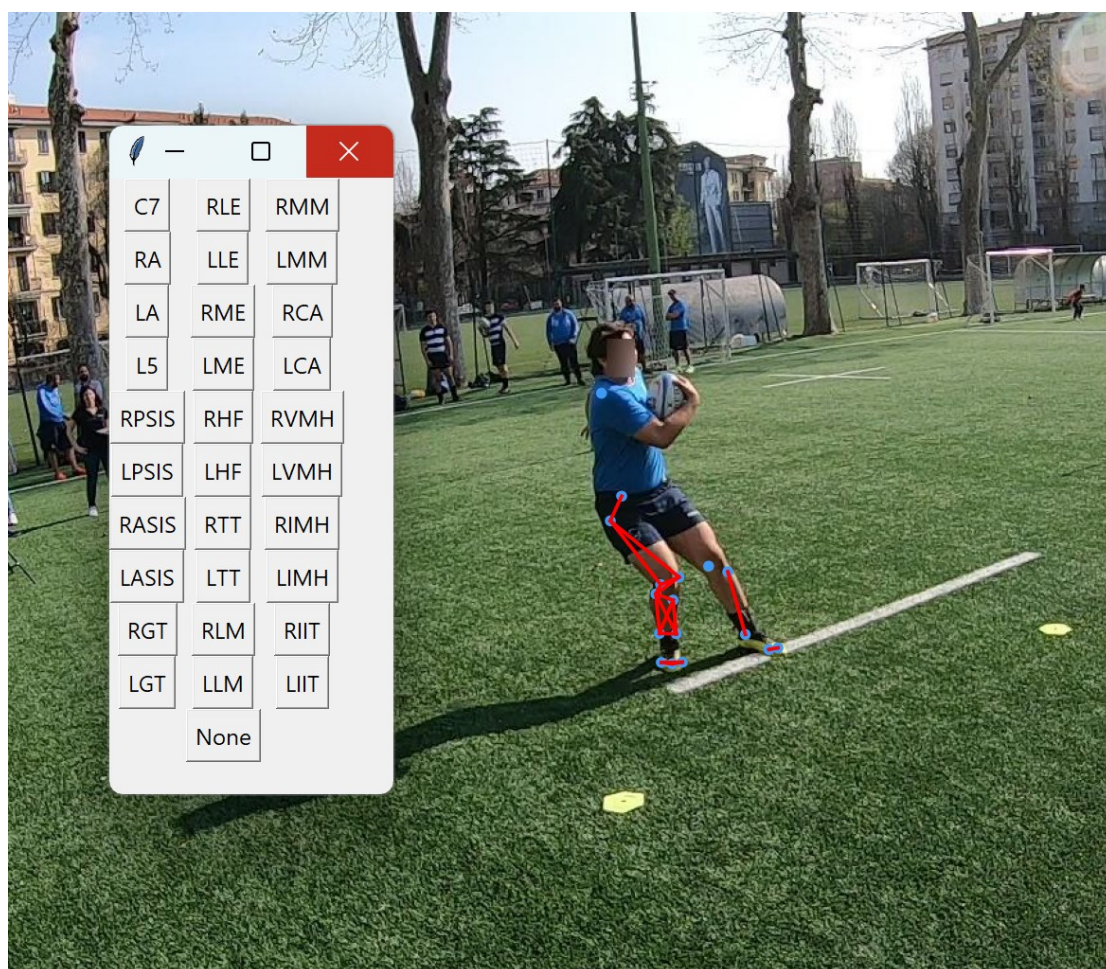 C7 RLE RMM
RA LLE LMM
LA RME RCA
L5 LME LCA
RPSIS RHF RVMH
LPSIS LHF LVMH
RASIS RTT RIMH
LASIS LTT LIMH
RGT RLM RIIT
LGT LLM LIIT
None